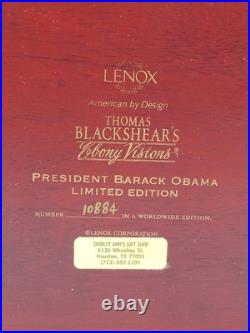 LENOX
American by Design
THOMAS
BLACKSHEAR'S
Ebony Visions®
PRESIDENT BARACK OBAMA
LIMITED EDITION
NUMBER 10884 IN A WORLDWIDE EDITION.
©LENOX CORPORATION
SHIRLEY ANN'S GIFT SHOP
Houston, TX 77093